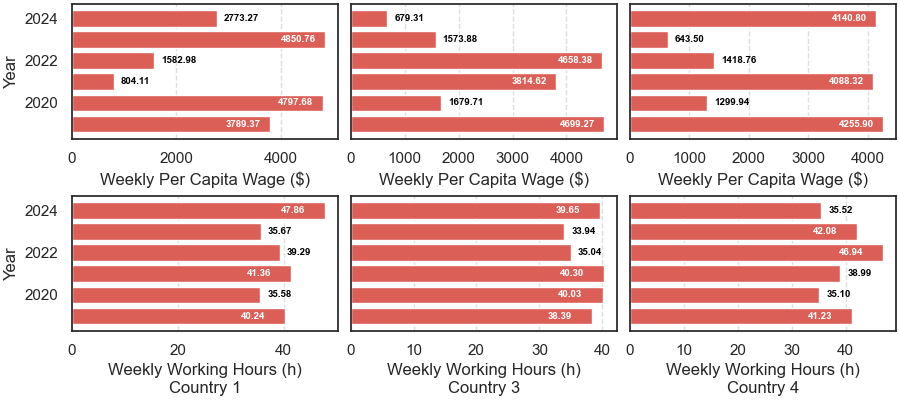 2024
2022
2020
Year
2773.27
4850.76
1582.98
804.11
4797.68
3789.37
0 2000 4000
Weekly Per Capita Wage ($)
679.31
1573.88
4658.38
3814.62
1679.71
4699.27
0 1000 2000 3000 4000
Weekly Per Capita Wage ($)
4140.80
643.50
1418.76
4088.32
1299.94
4255.90
0 1000 2000 3000 4000
Weekly Per Capita Wage ($)
2024
2022
2020
Year
47.86
35.67
39.29
41.36
35.58
40.24
0 20 40
Weekly Working Hours (h)
Country 1
39.65
33.94
35.04
40.30
40.03
38.39
0 10 20 30 40
Weekly Working Hours (h)
Country 3
35.52
42.08
46.94
38.99
35.10
41.23
0 10 20 30 40
Weekly Working Hours (h)
Country 4